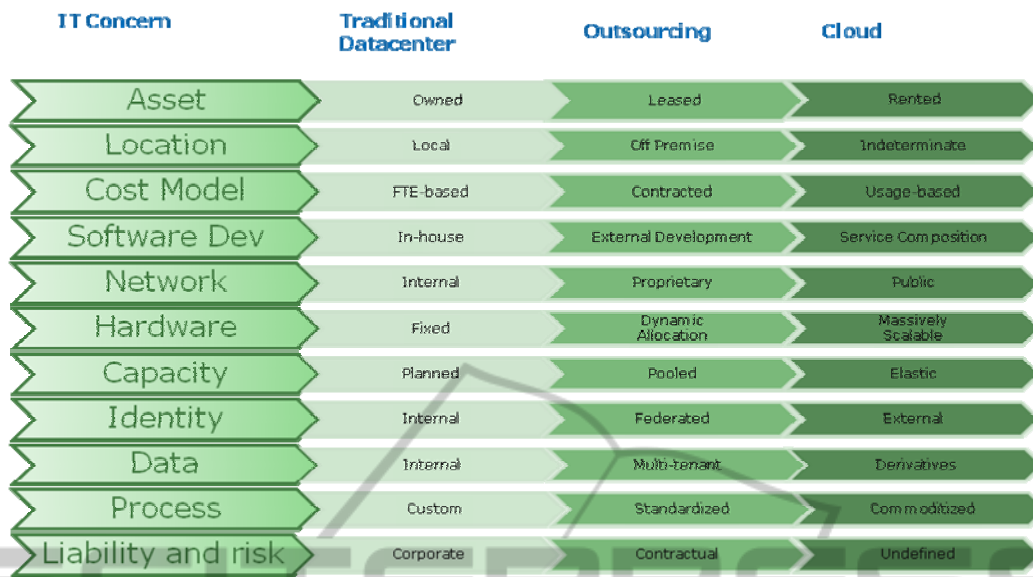 IT Concern Traditional Datacenter Outsourcing Cloud
Asset Owned Leased Rented
Location Local Off Premise Indeterminate
Cost Model FTE-based Contracted Usage-based
Software Dev In-house External Development Service Composition
Network Internal Proprietary Public
Hardware Fixed Dynamic Allocation Massively Scalable
Capacity Planned Pooled Elastic
Identity Internal Federated External
Data Internal Multi-tenant Derivatives
Process Custom Standardized Commoditized
Liability and risk Corporate Contractual Undefined